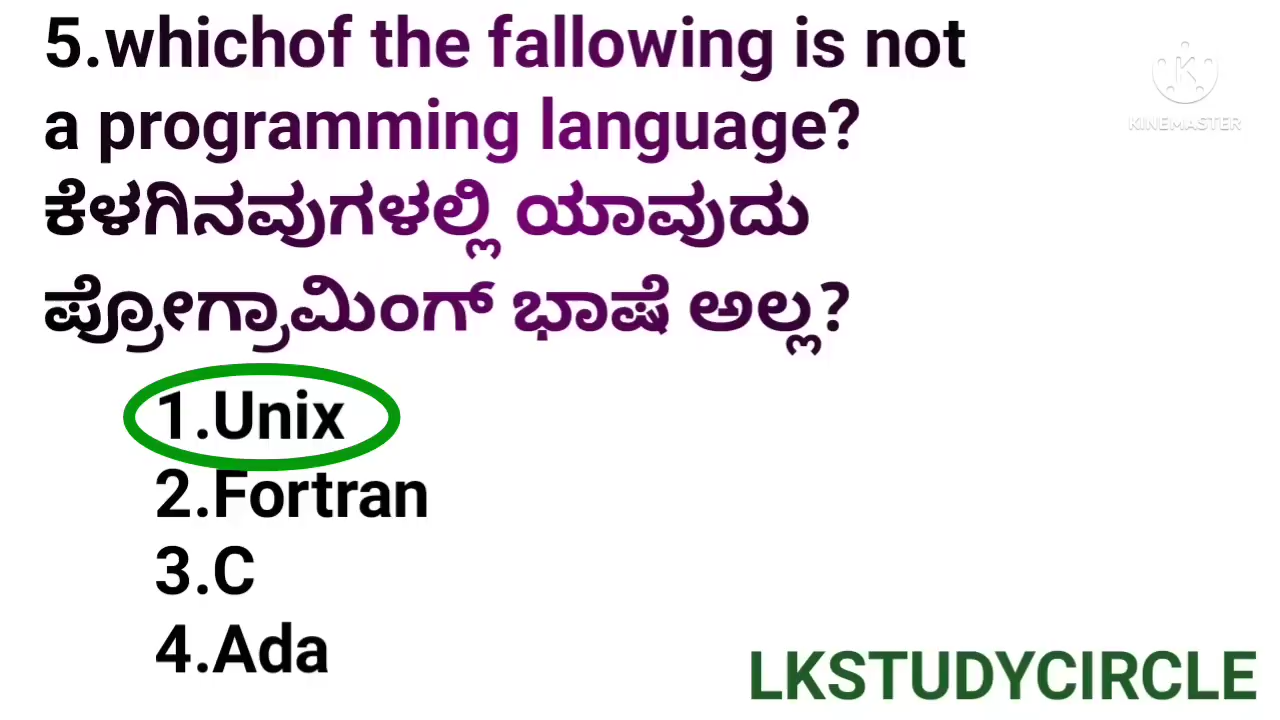 5.whichof the fallowing is not
a programming language?
ಕೆಳಗಿನವುಗಳಲ್ಲಿ ಯಾವುದು
ಪ್ರೋಗ್ರಾಮಿಂಗ್ ಭಾಷೆ ಅಲ್ಲ?
1.Unix
2.Fortran
3.C
4.Ada
K
KINEMASTER
LKSTUDYCIRCLE